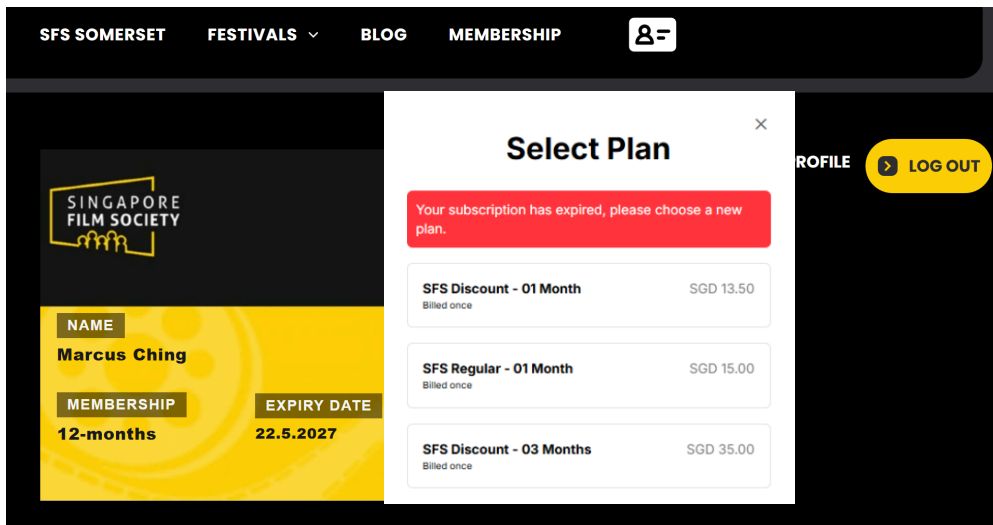 SFS SOMERSET FESTIVALS BLOG MEMBERSHIP
Select Plan
ROFILE
LOG OUT
SINGAPORE
FILM SOCIETY
Your subscription has expired, please choose a new
plan.
SFS Discount - 01 Month SGD 13.50
Billed once
NAME
Marcus Ching
SFS Regular - 01 Month SGD 15.00
Billed once
MEMBERSHIP EXPIRY DATE
12-months 22.5.2027
SFS Discount - 03 Months SGD 35.00
Billed once